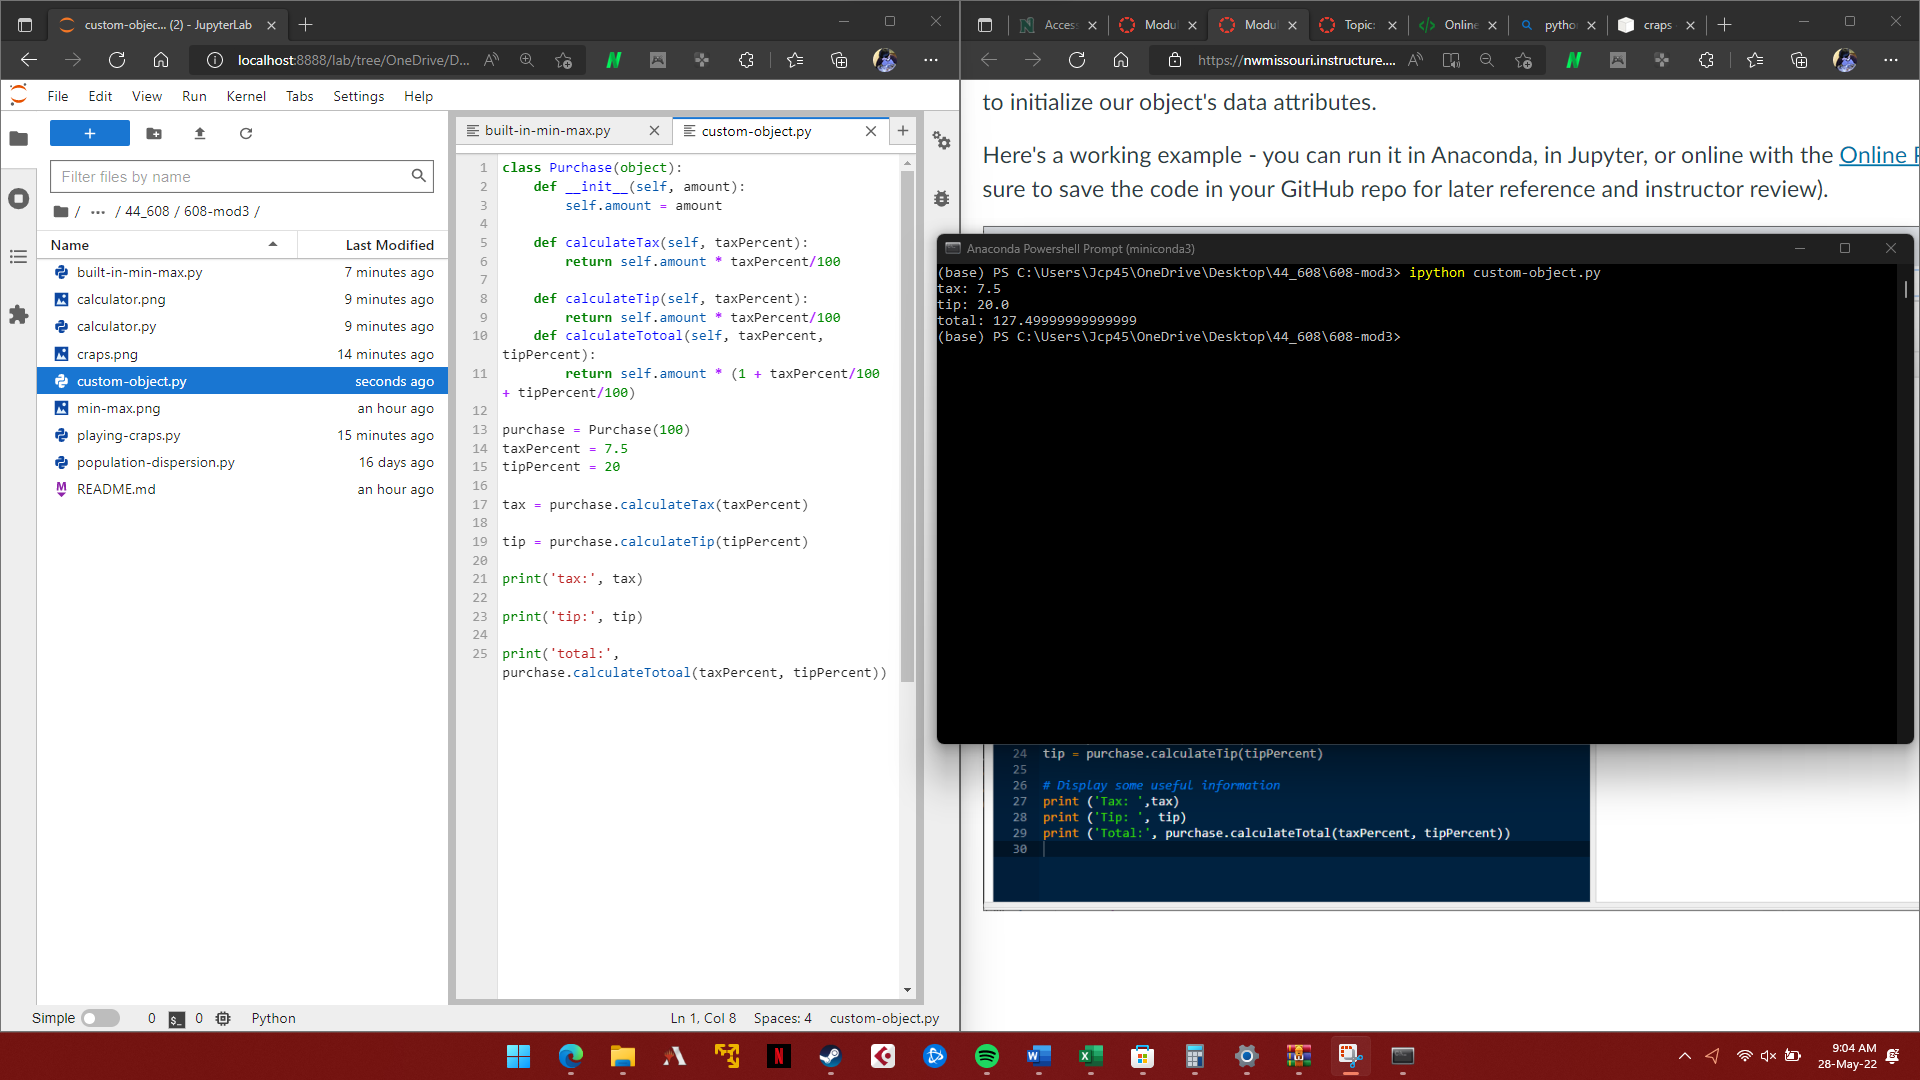 custom-objec... (2) - JupyterLab
localhost:8888/lab/tree/OneDrive/D...
File Edit View Run Kernel Tabs Settings Help
+
Filter files by name
/ ... / 44_608 / 608-mod3 /
Name Last Modified
built-in-min-max.py 7 minutes ago
calculator.png 9 minutes ago
calculator.py 9 minutes ago
craps.png 14 minutes ago
custom-object.py seconds ago
min-max.png an hour ago
playing-craps.py 15 minutes ago
population-dispersion.py 16 days ago
README.md an hour ago
built-in-min-max.py
custom-object.py
1 class Purchase(object):
2     def __init__(self, amount):
3         self.amount = amount
4
5     def calculateTax(self, taxPercent):
6         return self.amount * taxPercent/100
7
8     def calculateTip(self, taxPercent):
9         return self.amount * taxPercent/100
10     def calculateTotoal(self, taxPercent,
tipPercent):
11         return self.amount * (1 + taxPercent/100
+ tipPercent/100)
12
13 purchase = Purchase(100)
14 taxPercent = 7.5
15 tipPercent = 20
16
17 tax = purchase.calculateTax(taxPercent)
18
19 tip = purchase.calculateTip(tipPercent)
20
21 print('tax:', tax)
22
23 print('tip:', tip)
24
25 print('total:',
purchase.calculateTotoal(taxPercent, tipPercent))
Simple 0 0 Python
Ln 1, Col 8 Spaces: 4 custom-object.py
Acces Modul Modul Topic: Online pytho craps
https://nwmissouri.instructure....
to initialize our object's data attributes.
Here's a working example - you can run it in Anaconda, in Jupyter, or online with the Online
sure to save the code in your GitHub repo for later reference and instructor review).
Anaconda Powershell Prompt (miniconda3)
(base) PS C:\Users\Jcp45\OneDrive\Desktop\44_608\608-mod3> ipython custom-object.py
tax: 7.5
tip: 20.0
total: 127.49999999999999
(base) PS C:\Users\Jcp45\OneDrive\Desktop\44_608\608-mod3>
24 tip = purchase.calculateTip(tipPercent)
25
26 # Display some useful information
27 print ('Tax: ',tax)
28 print ('Tip: ', tip)
29 print ('Total:', purchase.calculateTotal(taxPercent, tipPercent))
30
9:04 AM
28-May-22